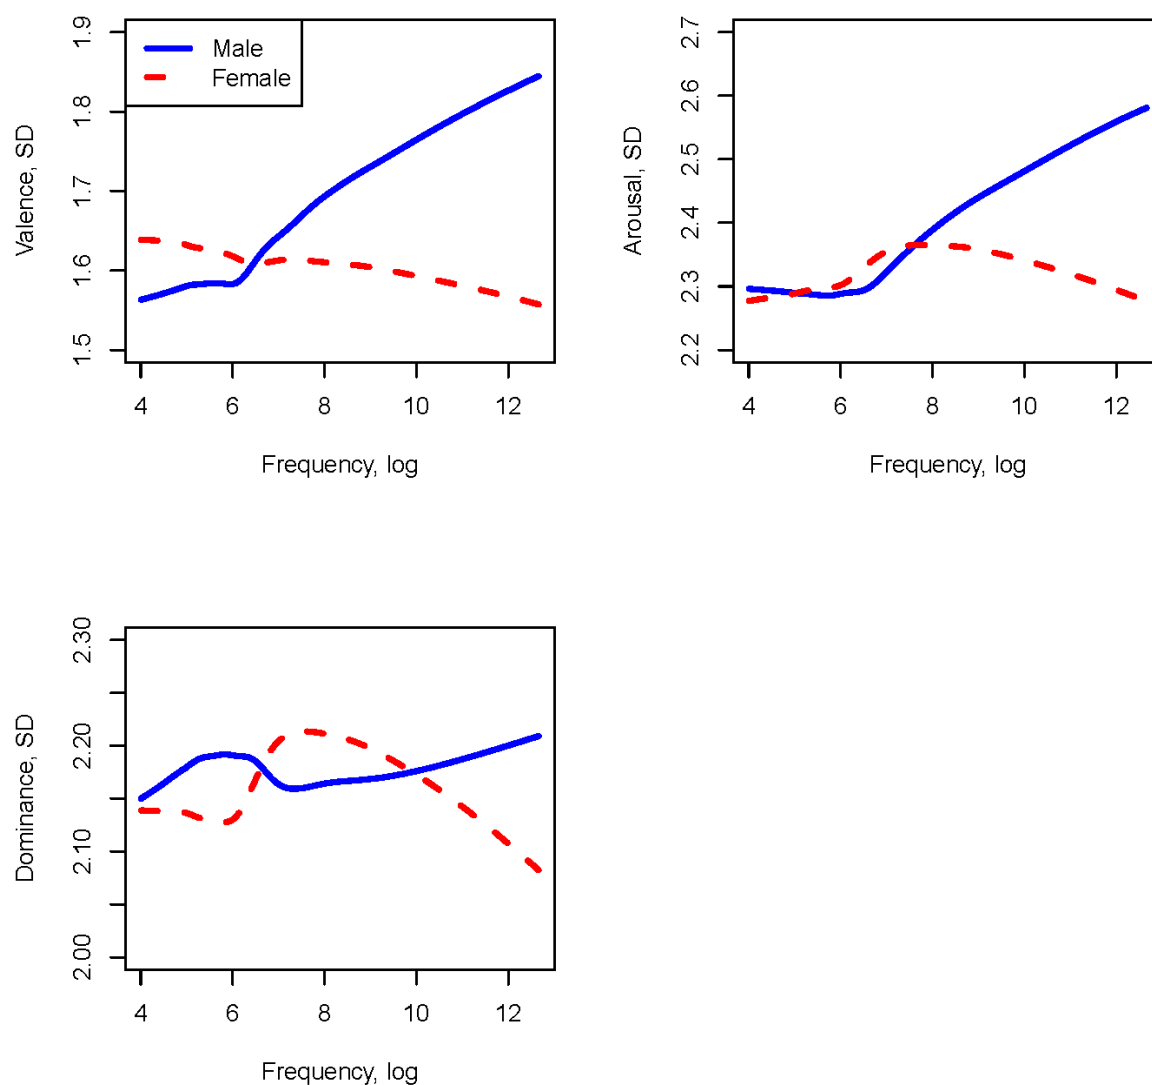 Male
Female
Valence, SD
1.5 1.6 1.7 1.8 1.9
4 6 8 10 12
Frequency, log
Arousal, SD
2.2 2.3 2.4 2.5 2.6 2.7
4 6 8 10 12
Frequency, log
Dominance, SD
2.00 2.10 2.20 2.30
4 6 8 10 12
Frequency, log